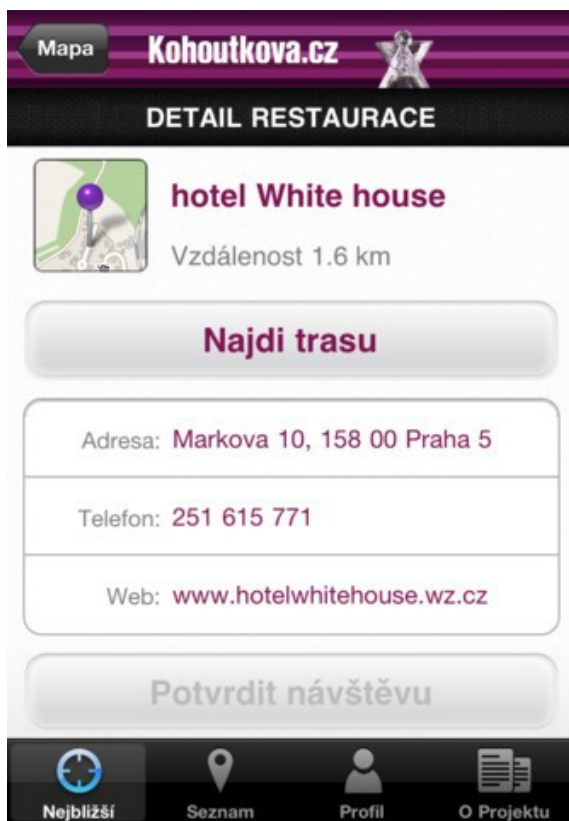 Mapa
Kohoutkova.cz
DETAIL RESTAURACE
hotel White house
Vzdálenost 1.6 km
Najdi trasu
Adresa: Markova 10, 158 00 Praha 5
Telefon: 251 615 771
Web: www.hotelwhitehouse.wz.cz
Potvrdit návštěvu
Nejbližší Seznam Profil O Projektu